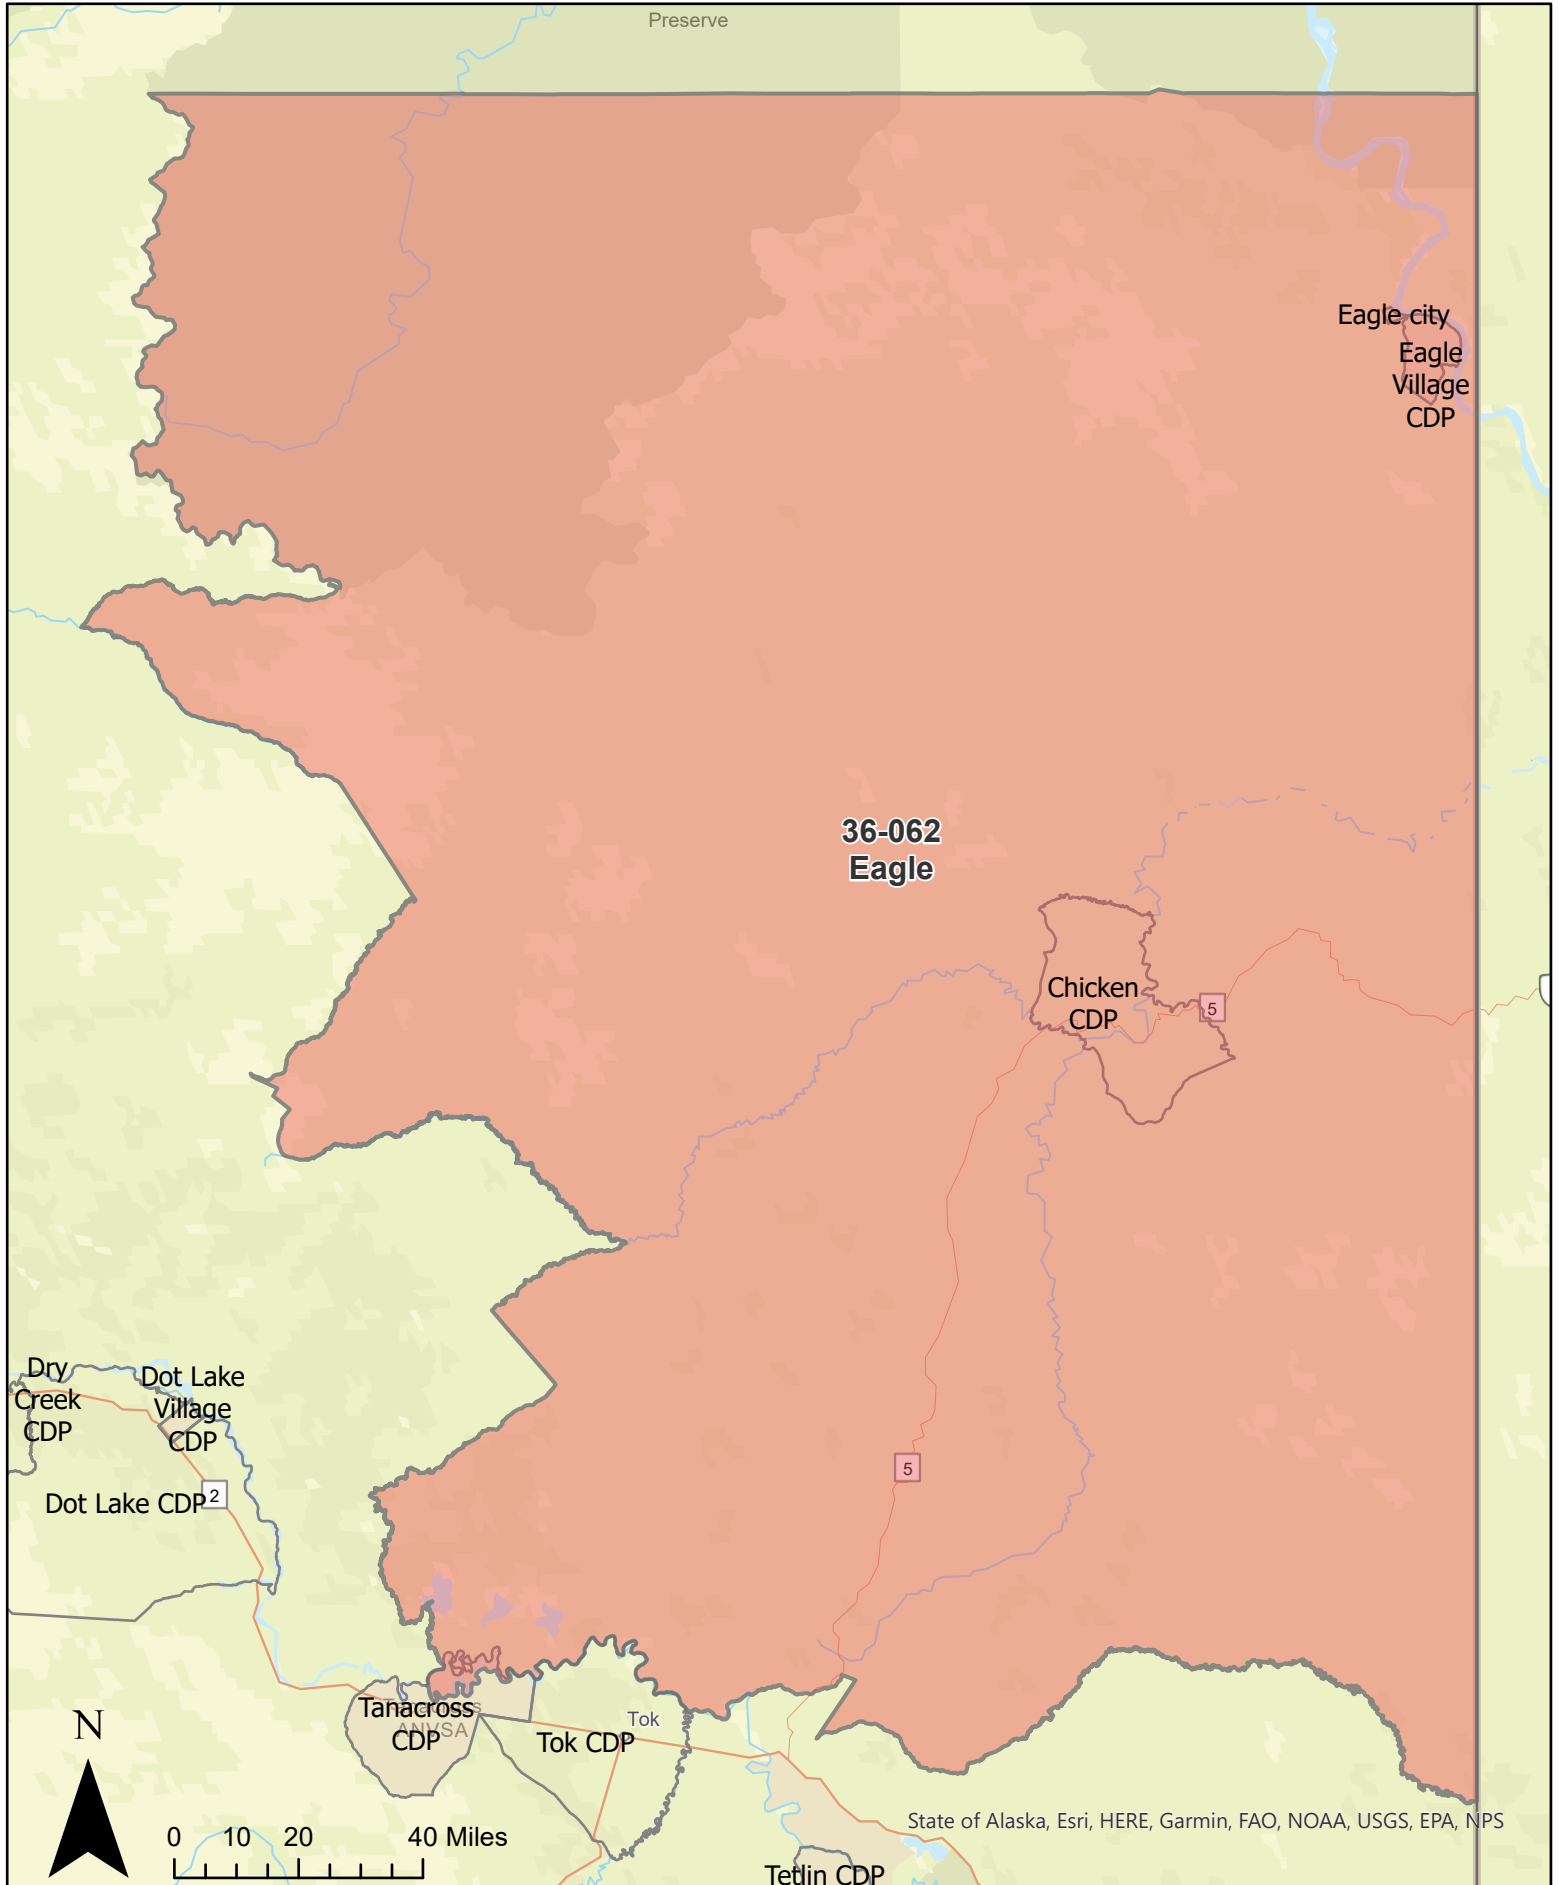 Preserve
Eagle city
Eagle
Village
CDP
36-062
Eagle
Chicken
CDP
5
5
Dry
Creek
CDP
Dot Lake
Village
CDP
Dot Lake CDP
2
Tanacross
ANVSA
Tanacross
CDP
Tok
Tok CDP
N
0 10 20 40 Miles
State of Alaska, Esri, HERE, Garmin, FAO, NOAA, USGS, EPA, NPS
Tetlin CDP